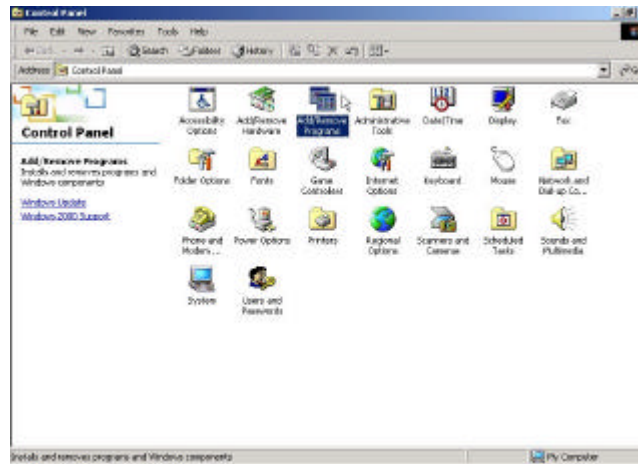 Control Panel
File Edit View Favorites Tools Help
Search Folders History
Address Control Panel
Control Panel
Add/Remove Programs
Installs and removes programs and
Windows components
Windows Update
Windows 2000 Support
Accessibility
Options
Add/Remove
Hardware
Add/Remove
Programs
Administrative
Tools
Date/Time
Display
Fax
Folder Options
Fonts
Game
Controllers
Internet
Options
Keyboard
Mouse
Network and
Dial-up Co...
Phone and
Modem ...
Power Options
Printers
Regional
Options
Scanners and
Cameras
Scheduled
Tasks
Sounds and
Multimedia
System
Users and
Passwords
Installs and removes programs and Windows components
My Computer